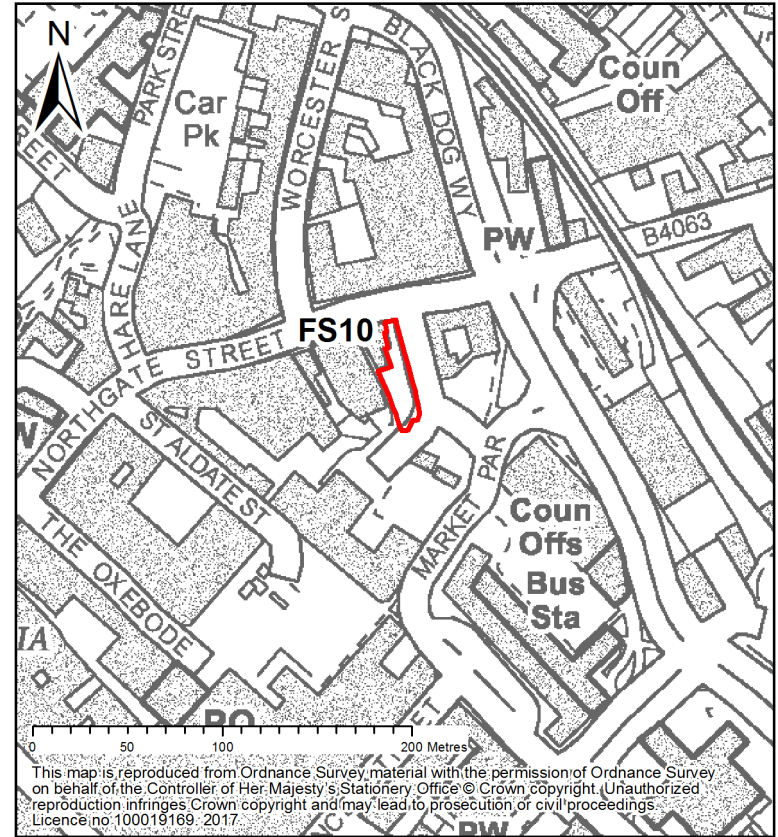 N
PARK STRE
Car
Pk
WORCESTER S
BLACK DOG WY
Coun
Off
REET
HARE LANE
PW
B4063
FS10
NORTHGATE STREET
W
ST ALDATE ST
MARKET PAR
Coun
Offs
Bus
Sta
THE OXEBODE
IA
PO
0 50 100 200 Metres
This map is reproduced from Ordnance Survey material with the permission of Ordnance Survey
on behalf of the Controller of Her Majesty's Stationery Office © Crown copyright. Unauthorized
reproduction infringes Crown copyright and may lead to prosecution or civil proceedings.
Licence no 100019169. 2017.
PW